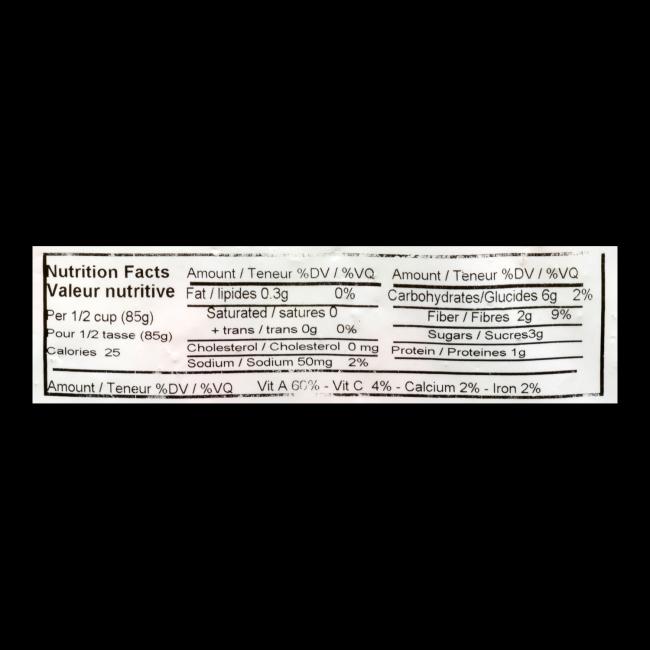 Nutrition Facts
Valeur nutritive
Per 1/2 cup (85g)
Pour 1/2 tasse (85g)
Calories 25
Amount / Teneur %DV / %VQ
Fat / lipides 0.3g 0%
Saturated / satures 0
+ trans / trans 0g 0%
Cholesterol / Cholesterol 0 mg
Sodium / Sodium 50mg 2%
Amount / Teneur %DV / %VQ
Carbohydrates/Glucides 6g 2%
Fiber / Fibres 2g 9%
Sugars / Sucres3g
Protein / Proteines 1g
Amount / Teneur %DV / %VQ Vit A 60% - Vit C 4% - Calcium 2% - Iron 2%